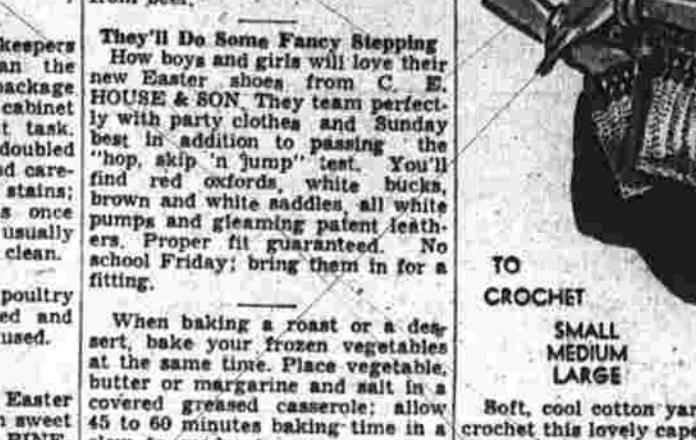 from beer.
They'll Do Some Fancy Stepping
How boys and girls will love their
new Easter shoes from C. E.
HOUSE & SON. They team perfect-
ly with party clothes and Sunday
best in addition to passing the
"hop, skip 'n jump" test. You'll
find red oxfords, white bucks,
brown and white saddles, all white
pumps and gleaming patent leath-
ers. Proper fit guaranteed. No
school Friday; bring them in for a
fitting.
When baking a roast or a des-
sert, bake your frozen vegetables
at the same time. Place vegetable,
butter or margarine and salt in a
covered greased casserole; allow
45 to 60 minutes baking time in a
keepers
an the
package
cabinet
t task.
doubled
nd care-
stains;
s once
usually
clean.
poultry
ed and
used.
Easter
n sweet
TO
CROCHET
SMALL
MEDIUM
LARGE
Soft, cool cotton yar
crochet this lovely cape